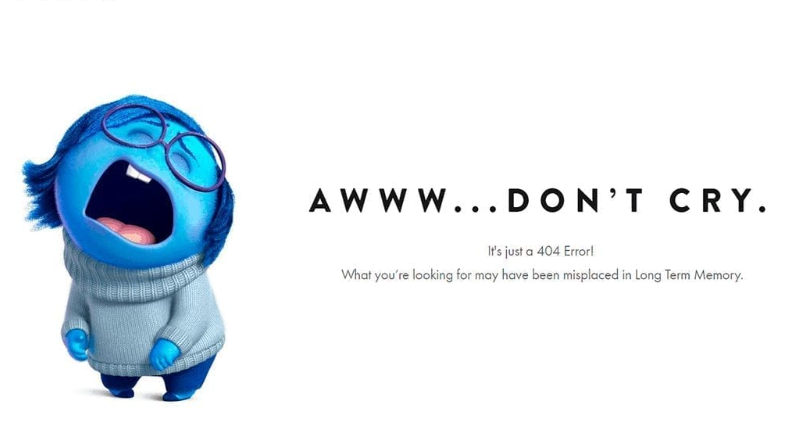 AWWW...DON'T CRY.
It's just a 404 Error!
What you're looking for may have been misplaced in Long Term Memory.